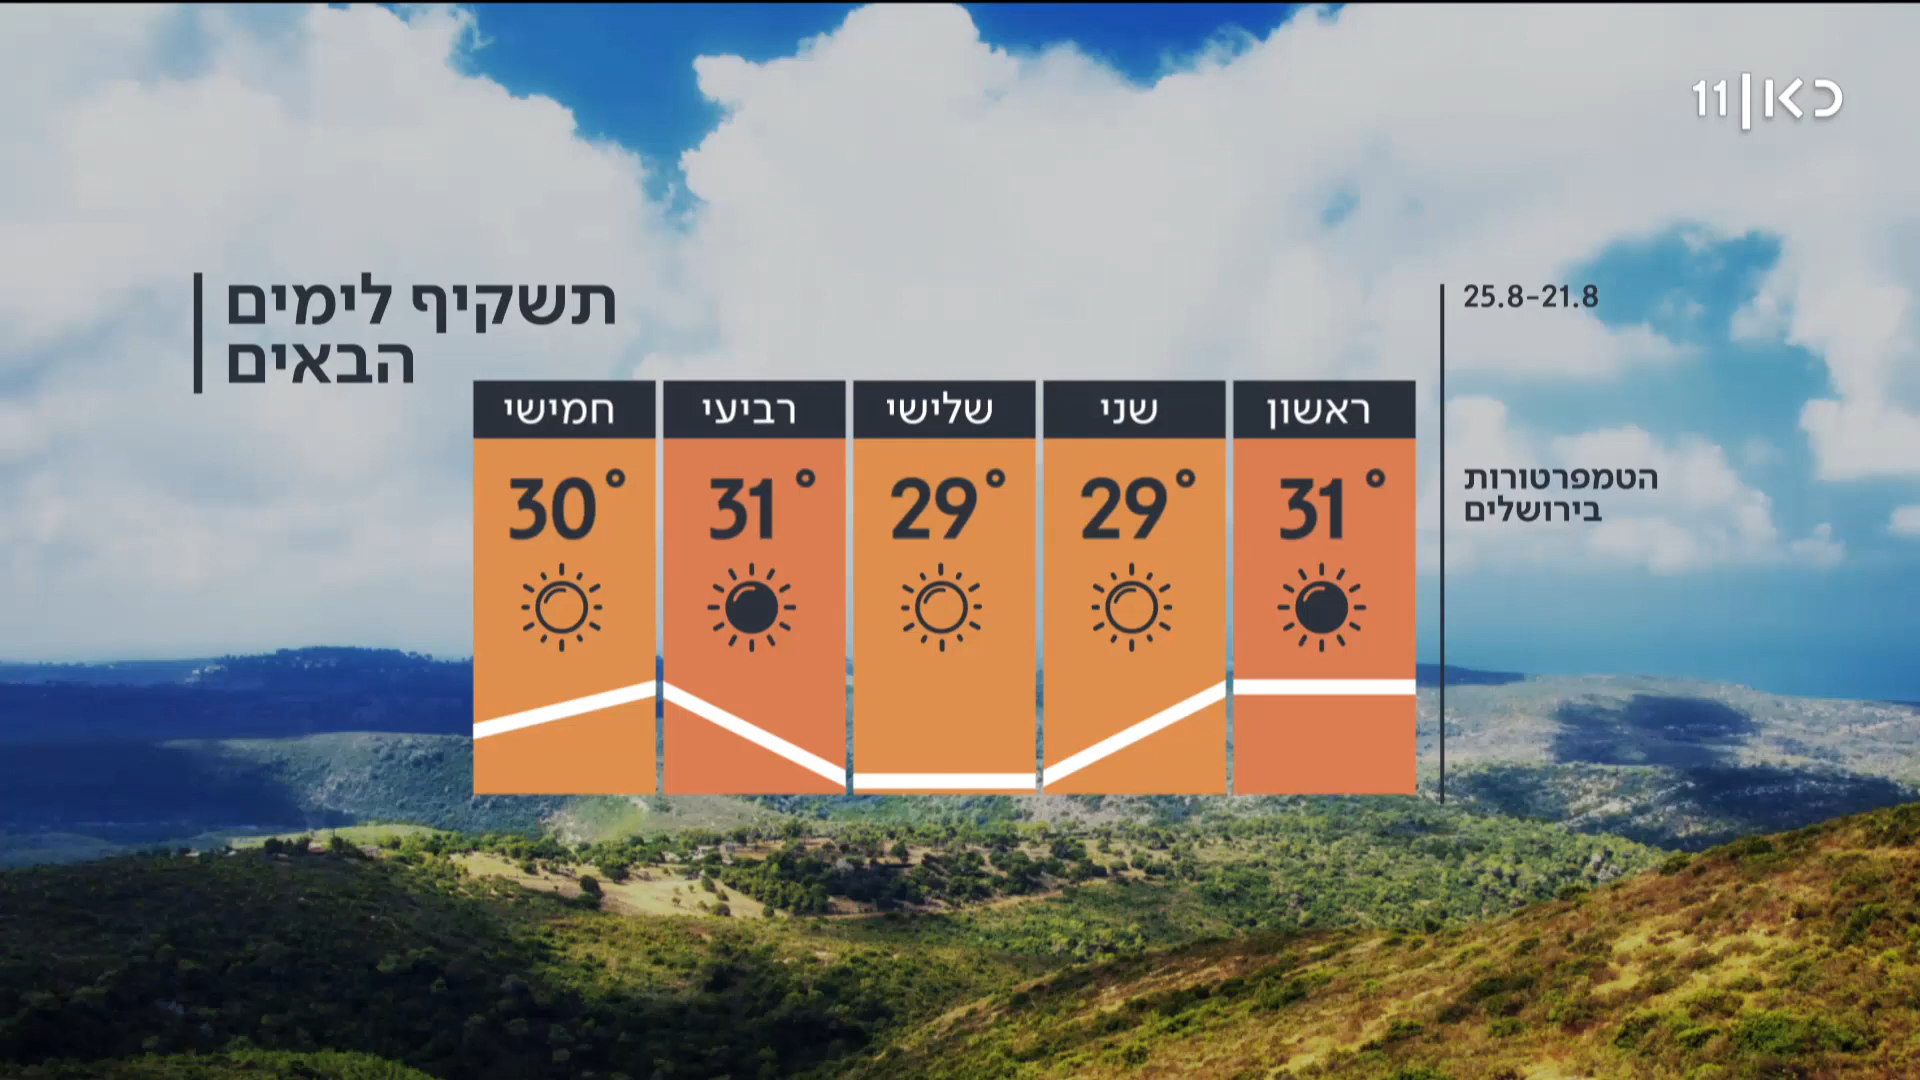 כאן 11
תשקיף לימים
הבאים
25.8-21.8
הטמפרטורות
בירושלים
ראשון
31°
שני
29°
שלישי
29°
רביעי
31°
חמישי
30°